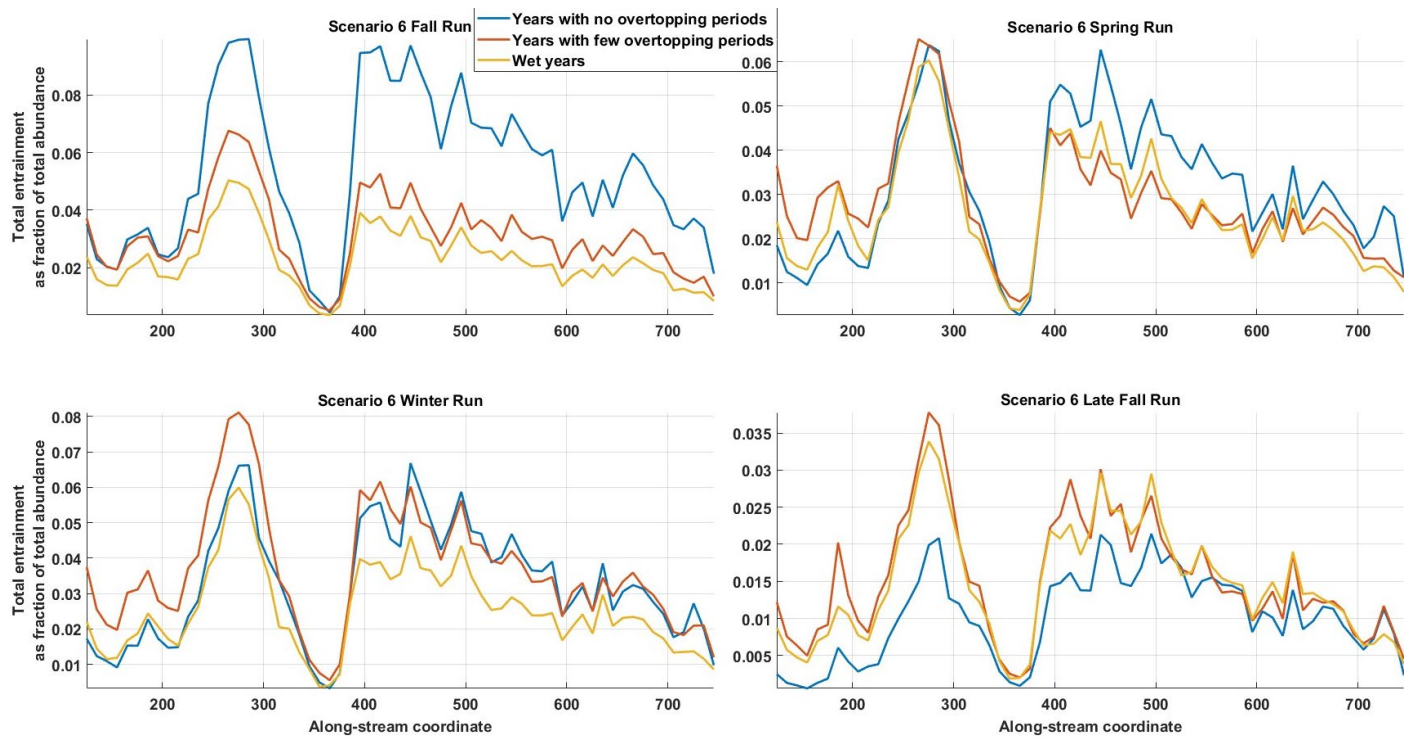 Scenario 6 Fall Run
Years with no overtopping periods
Years with few overtopping periods
Wet years
Total entrainment
as fraction of total abundance
0.08
0.06
0.04
0.02
200 300 400 500 600 700
Scenario 6 Spring Run
0.06
0.05
0.04
0.03
0.02
0.01
200 300 400 500 600 700
Scenario 6 Winter Run
Total entrainment
as fraction of total abundance
0.08
0.07
0.06
0.05
0.04
0.03
0.02
0.01
200 300 400 500 600 700
Along-stream coordinate
Scenario 6 Late Fall Run
0.035
0.03
0.025
0.02
0.015
0.01
0.005
200 300 400 500 600 700
Along-stream coordinate